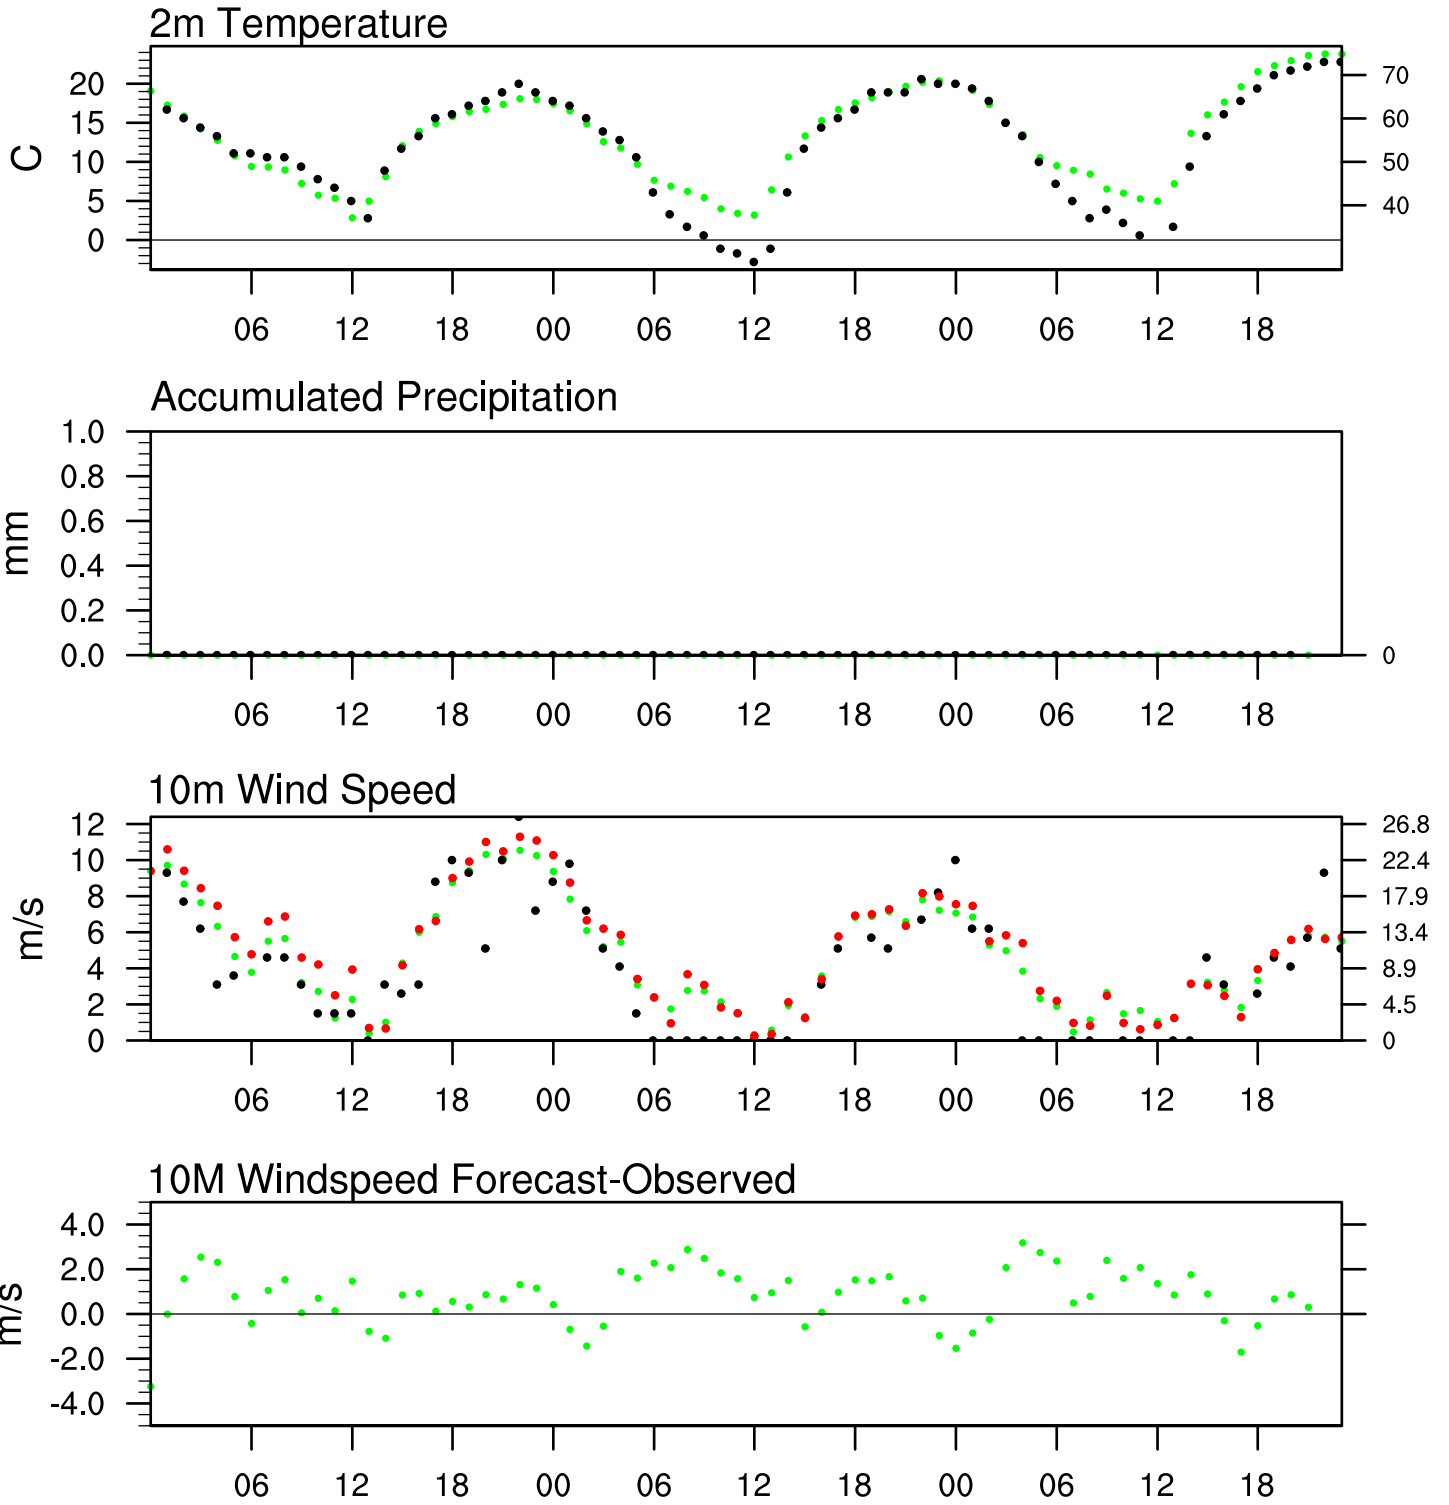 2m Temperature
20
15
10
5
0
C
70
60
50
40
06 12 18 00 06 12 18 00 06 12 18
Accumulated Precipitation
1.0
0.8
0.6
0.4
0.2
0.0
mm
0
06 12 18 00 06 12 18 00 06 12 18
10m Wind Speed
12
10
8
6
4
2
0
m/s
26.8
22.4
17.9
13.4
8.9
4.5
0
06 12 18 00 06 12 18 00 06 12 18
10M Windspeed Forecast-Observed
4.0
2.0
0.0
-2.0
-4.0
m/s
06 12 18 00 06 12 18 00 06 12 18